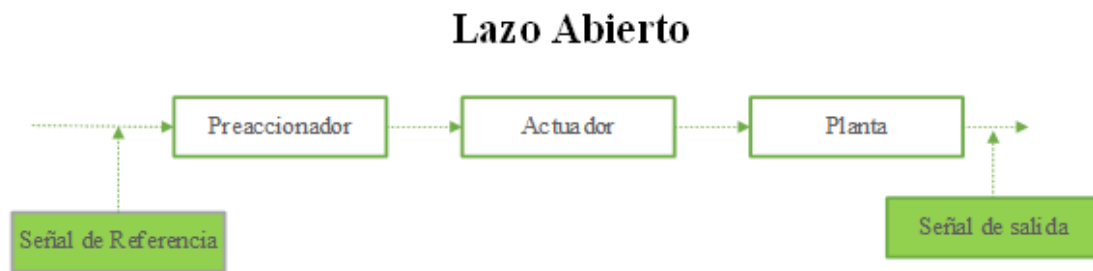 Lazo Abierto
Preaccionador
Actuador
Planta
Señal de Referencia
Señal de salida